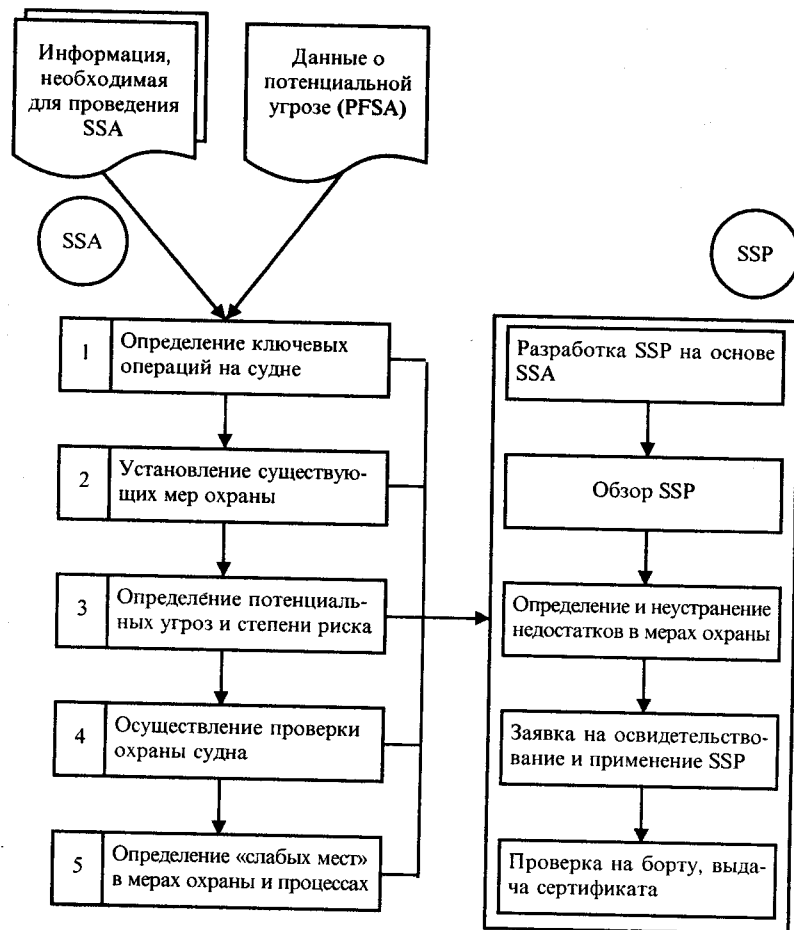 Информация,
необходимая
для проведения
SSA
Данные о
потенциальной
угрозе (PFSA)
SSA
SSP
1
Определение ключевых
операций на судне
2
Установление существую-
щих мер охраны
3
Определение потенциаль-
ных угроз и степени риска
4
Осуществление проверки
охраны судна
5
Определение «слабых мест»
в мерах охраны и процессах
Разработка SSP на основе
SSA
Обзор SSP
Определение и неустранение
недостатков в мерах охраны
Заявка на освидетельство-
вание и применение SSP
Проверка на борту, выда-
ча сертификата